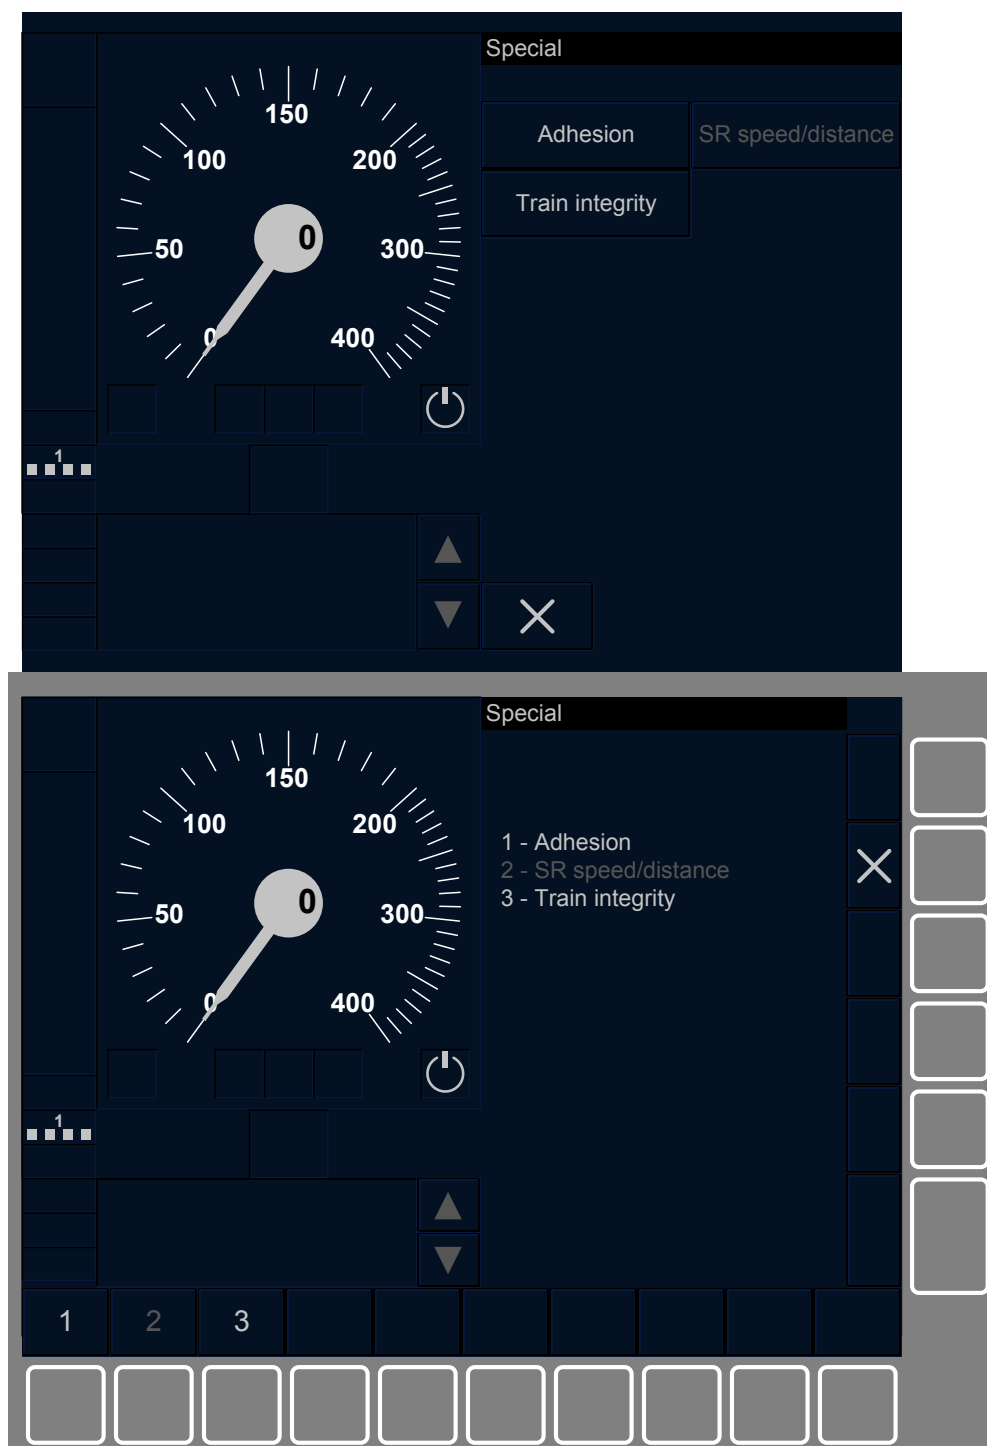 Special
150
Adhesion
SR speed/distance
100
200
Train integrity
0
50
300
0
400
1
Special
150
100
200
1 - Adhesion
2 - SR speed/distance
3 - Train integrity
0
50
300
0
400
1
1
2
3